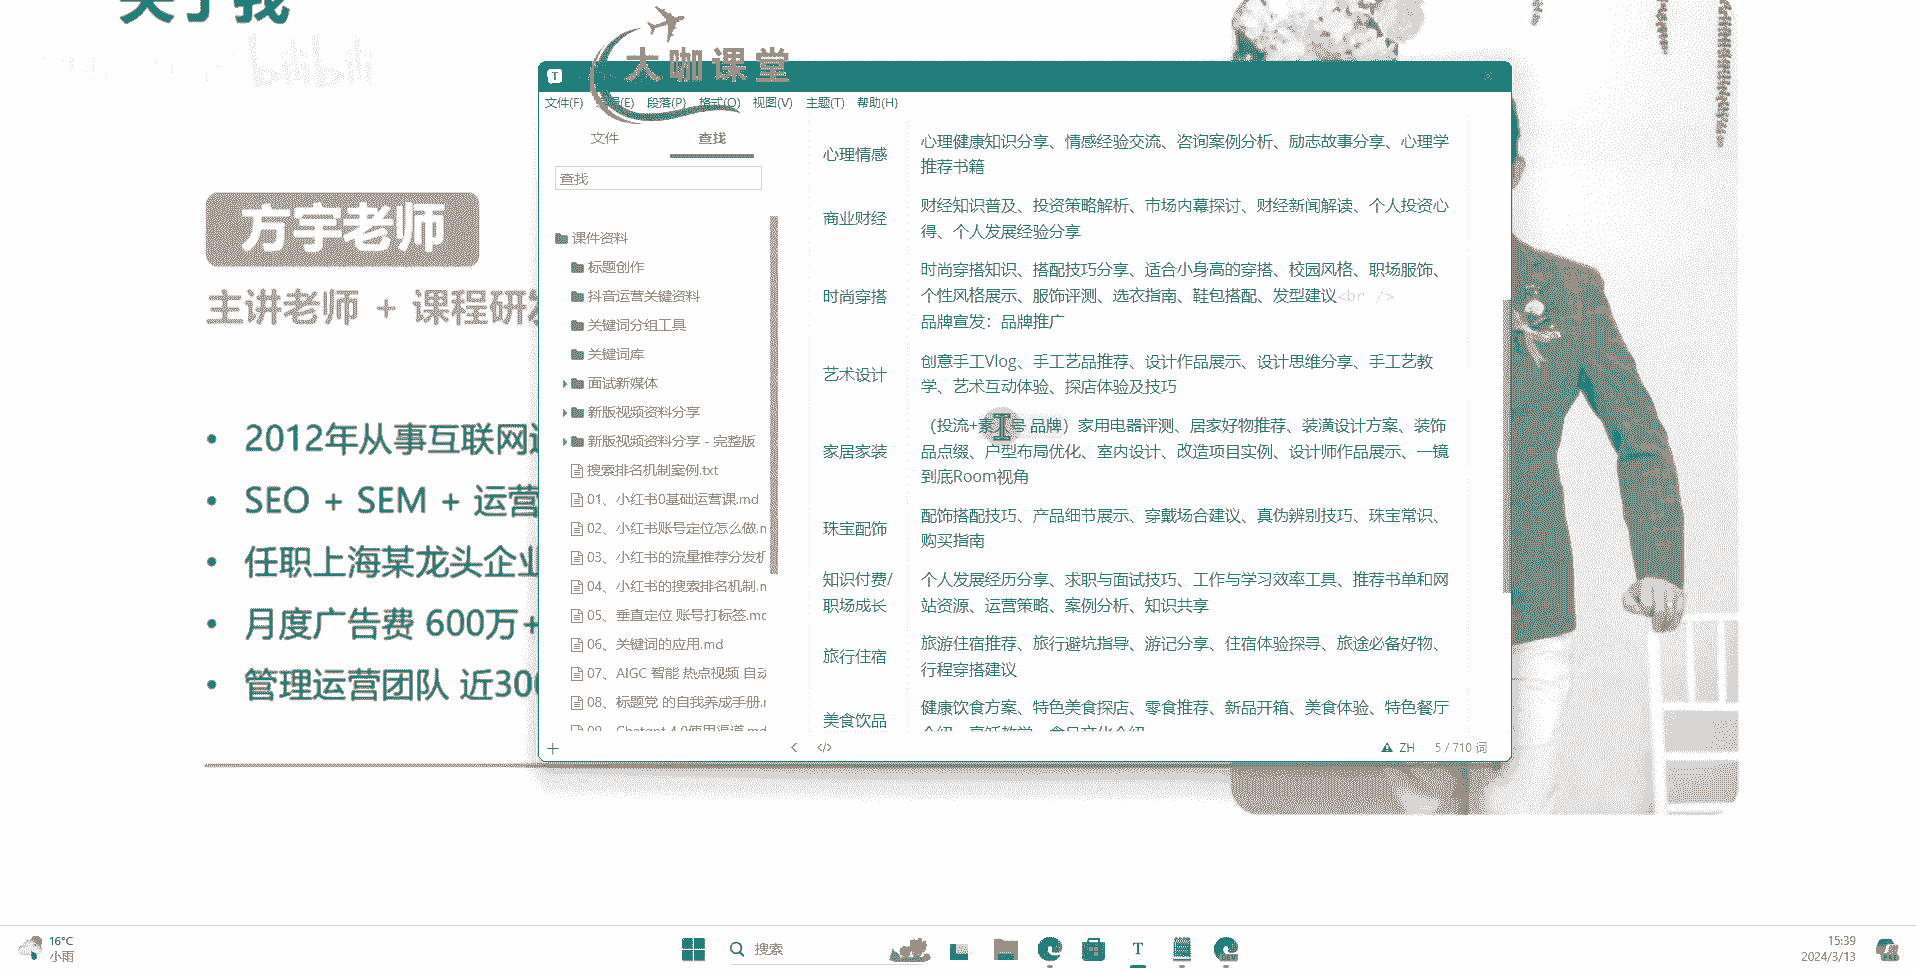 关于我
bilibili
大咖课堂
方宇老师
主讲老师 + 课程研发
2012年从事互联网运
SEO + SEM + 运营
任职上海某龙头企业
月度广告费 600万+
管理运营团队 近300
T
文件(F) 编辑(E) 段落(P) 格式(O) 视图(V) 主题(T) 帮助(H)
文件 查找
查找
课件资料
标题创作
抖音运营关键资料
关键词分组工具
关键词库
面试新媒体
新版视频资料分享
新版视频资料分享 - 完整版
搜索排名机制案例.txt
01、小红书0基础运营课.md
02、小红书账号定位怎么做.m
03、小红书的流量推荐分发机
04、小红书的搜索排名机制.m
05、垂直定位 账号打标签.md
06、关键词的应用.md
07、AIGC 智能 热点视频 自动
08、标题党 的自我养成手册.m
09、Chatgpt 4.0使用渠道.md
心理情感
心理健康知识分享、情感经验交流、咨询案例分析、励志故事分享、心理学
推荐书籍
商业财经
财经知识普及、投资策略解析、市场内幕探讨、财经新闻解读、个人投资心
得、个人发展经验分享
时尚穿搭
时尚穿搭知识、搭配技巧分享、适合小身高的穿搭、校园风格、职场服饰、
个性风格展示、服饰评测、选衣指南、鞋包搭配、发型建议<br />
品牌宣发：品牌推广
艺术设计
创意手工Vlog、手工艺品推荐、设计作品展示、设计思维分享、手工艺教
学、艺术互动体验、探店体验及技巧
家居家装
（投流+素 号 品牌）家用电器评测、居家好物推荐、装潢设计方案、装饰
品点缀、户型布局优化、室内设计、改造项目实例、设计师作品展示、一镜
到底Room视角
珠宝配饰
配饰搭配技巧、产品细节展示、穿戴场合建议、真伪辨别技巧、珠宝常识、
购买指南
知识付费/
职场成长
个人发展经历分享、求职与面试技巧、工作与学习效率工具、推荐书单和网
站资源、运营策略、案例分析、知识共享
旅行住宿
旅游住宿推荐、旅行避坑指导、游记分享、住宿体验探寻、旅途必备好物、
行程穿搭建议
美食饮品
健康饮食方案、特色美食探店、零食推荐、新品开箱、美食体验、特色餐厅
介绍、烹饪教学、食品文化介绍
+ < </> ZH 5 / 710 词
16°C
小雨
搜索
T
DEV
15:39
2024/3/13
PRE